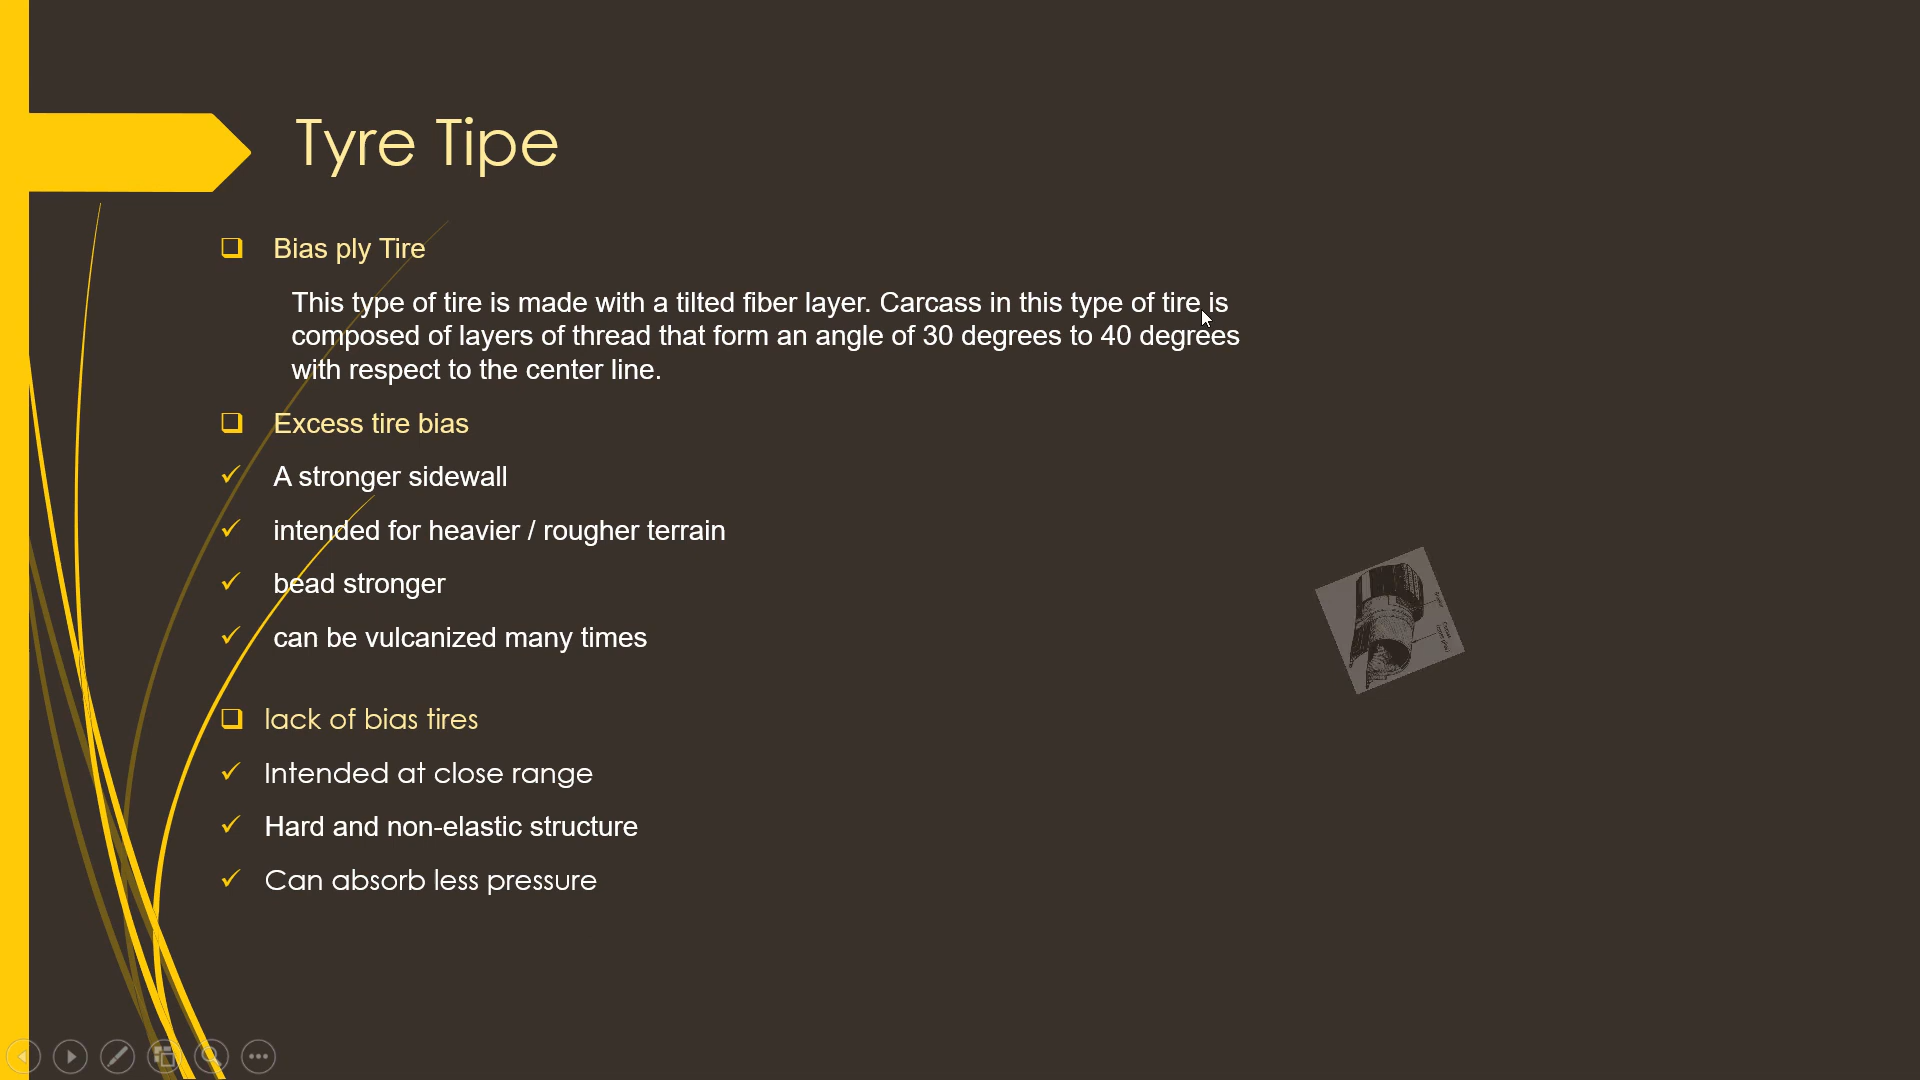 Tyre Tipe
Bias ply Tire
This type of tire is made with a tilted fiber layer. Carcass in this type of tire is
composed of layers of thread that form an angle of 30 degrees to 40 degrees
with respect to the center line.
Excess tire bias
A stronger sidewall
intended for heavier / rougher terrain
bead stronger
can be vulcanized many times
lack of bias tires
Intended at close range
Hard and non-elastic structure
Can absorb less pressure